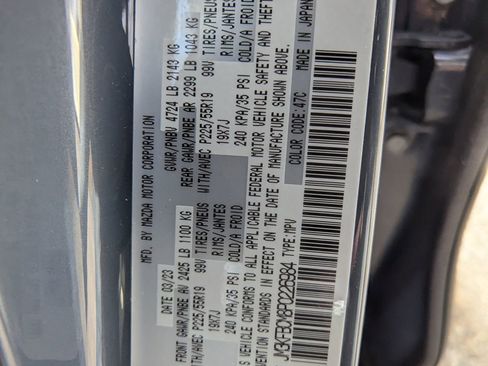 MFD. BY MAZDA MOTOR CORPORATION
DATE 03/23 GVWR/PNBV 4724 LB 2143 KG
FRONT GAWR/PNBE AV 2425 LB 1100 KG REAR GAWR/PNBE AR 2299 LB 1043 KG
WITH/AVEC P225/55R19 99V TIRES/PNEUS WITH/AVEC P225/55R19 99V TIRES/PNEUS
19X7J RIMS/JANTES 19X7J RIMS/JANTES
240 KPA/35 PSI COLD/A FROID 240 KPA/35 PSI COLD/A FROID
VEHICLE CONFORMS TO ALL APPLICABLE FEDERAL MOTOR VEHICLE SAFETY AND THEFT
STANDARDS IN EFFECT ON THE DATE OF MANUFACTURE SHOWN ABOVE.
TYPE:MPV COLOR CODE:47C MADE IN JAPAN